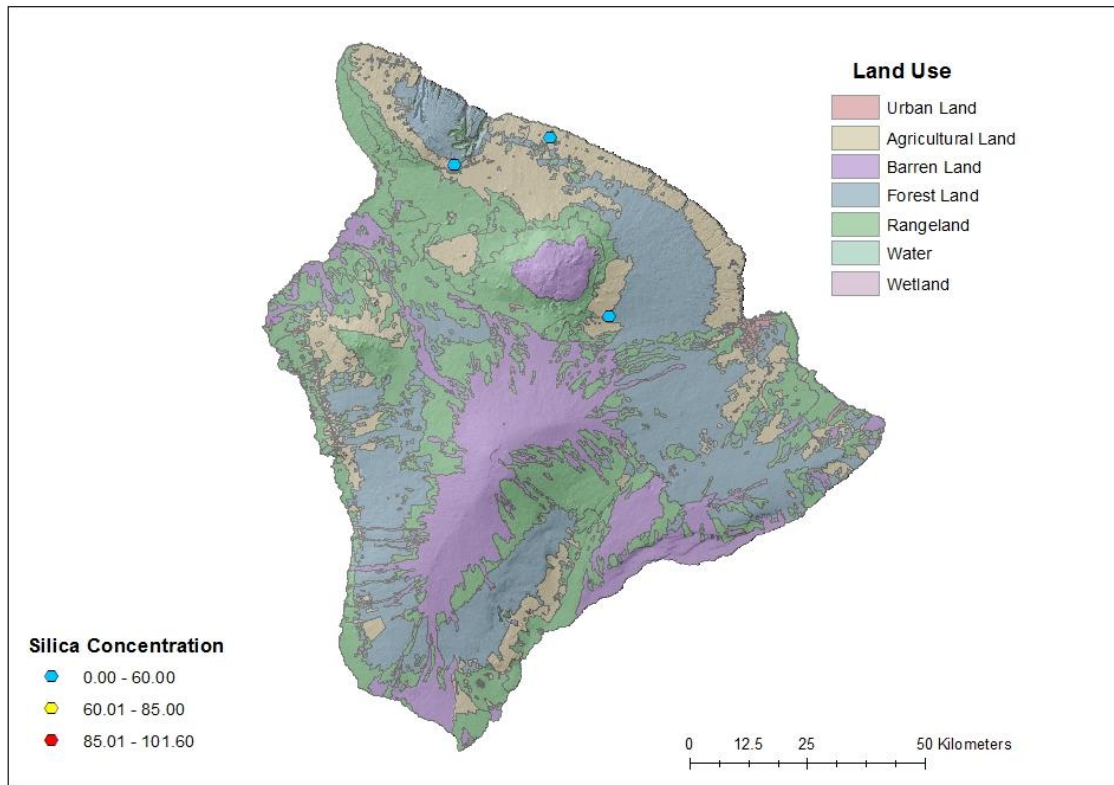 Land Use
Urban Land
Agricultural Land
Barren Land
Forest Land
Rangeland
Water
Wetland
Silica Concentration
0.00 - 60.00
60.01 - 85.00
85.01 - 101.60
0 12.5 25 50 Kilometers